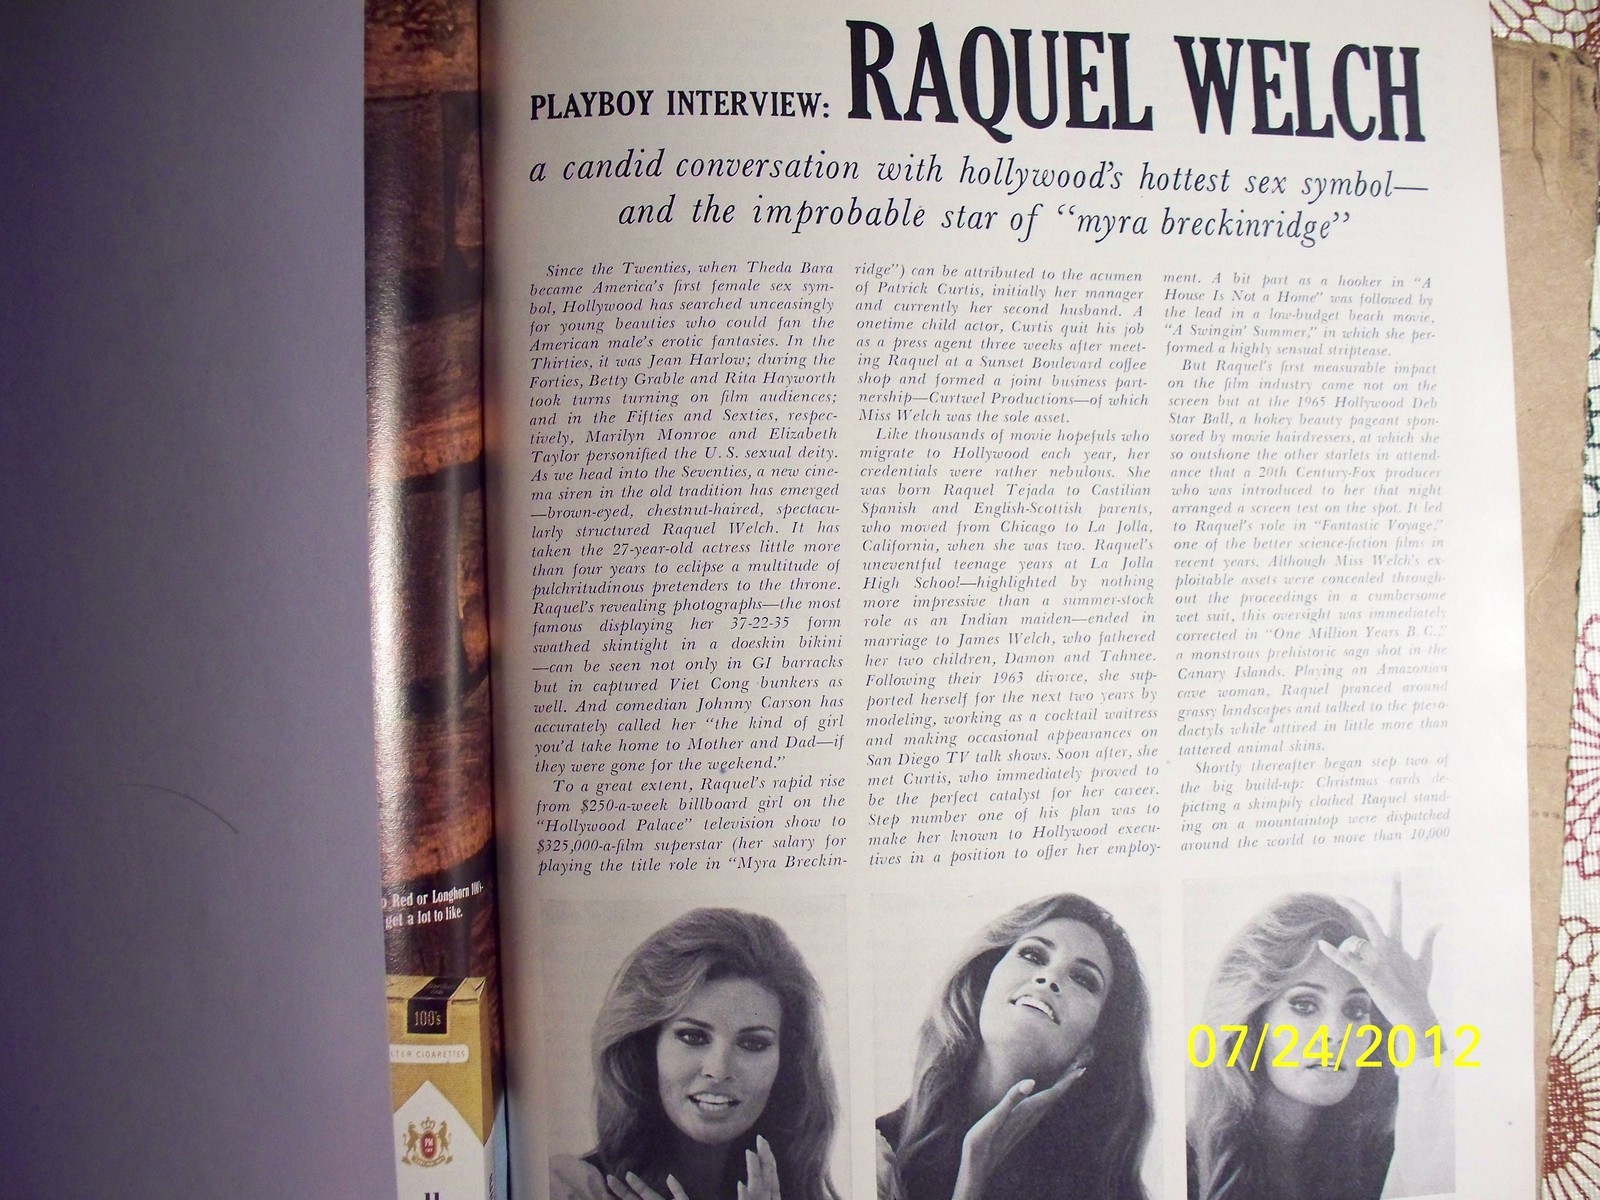 PLAYBOY INTERVIEW: RAQUEL WELCH
a candid conversation with hollywood's hottest sex symbol—
and the improbable star of "myra breckinridge"
Since the Twenties, when Theda Bara
became America's first female sex sym-
bol, Hollywood has searched unceasingly
for young beauties who could fan the
American male's erotic fantasies. In the
Thirties, it was Jean Harlow; during the
Forties, Betty Grable and Rita Hayworth
took turns turning on film audiences;
and in the Fifties and Sixties, respec-
tively, Marilyn Monroe and Elizabeth
Taylor personified the U. S. sexual deity.
As we head into the Seventies, a new cine-
ma siren in the old tradition has emerged
—brown-eyed, chestnut-haired, spectacu-
larly structured Raquel Welch. It has
taken the 27-year-old actress little more
than four years to eclipse a multitude of
pulchritudinous pretenders to the throne.
Raquel's revealing photographs—the most
famous displaying her 37-22-35 form
swathed skintight in a doeskin bikini
—can be seen not only in GI barracks
but in captured Viet Cong bunkers as
well. And comedian Johnny Carson has
accurately called her "the kind of girl
you'd take home to Mother and Dad—if
they were gone for the weekend."
To a great extent, Raquel's rapid rise
from $250-a-week billboard girl on the
"Hollywood Palace" television show to
$325,000-a-film superstar (her salary for
playing the title role in "Myra Breckin-
ridge") can be attributed to the acumen
of Patrick Curtis, initially her manager
and currently her second husband. A
onetime child actor, Curtis quit his job
as a press agent three weeks after meet-
ing Raquel at a Sunset Boulevard coffee
shop and formed a joint business part-
nership—Curtwel Productions—of which
Miss Welch was the sole asset.
Like thousands of movie hopefuls who
migrate to Hollywood each year, her
credentials were rather nebulous. She
was born Raquel Tejada to Castilian
Spanish and English-Scottish parents,
who moved from Chicago to La Jolla,
California, when she was two. Raquel's
uneventful teenage years at La Jolla
High School—highlighted by nothing
more impressive than a summer-stock
role as an Indian maiden—ended in
marriage to James Welch, who fathered
her two children, Damon and Tahnee.
Following their 1963 divorce, she sup-
ported herself for the next two years by
modeling, working as a cocktail waitress
and making occasional appearances on
San Diego TV talk shows. Soon after, she
met Curtis, who immediately proved to
be the perfect catalyst for her career.
Step number one of his plan was to
make her known to Hollywood execu-
tives in a position to offer her employ-
ment. A bit part as a hooker in "A
House Is Not a Home" was followed by
the lead in a low-budget beach movie,
"A Swingin' Summer," in which she per-
formed a highly sensual striptease.
But Raquel's first measurable impact
on the film industry came not on the
screen but at the 1965 Hollywood Deb
Star Ball, a hokey beauty pageant spon-
sored by movie hairdressers, at which she
so outshone the other starlets in attend-
ance that a 20th Century-Fox producer
who was introduced to her that night
arranged a screen test on the spot. It led
to Raquel's role in "Fantastic Voyage,"
one of the better science-fiction films in
recent years. Although Miss Welch's ex-
ploitable assets were concealed through-
out the proceedings in a cumbersome
wet suit, this oversight was immediately
corrected in "One Million Years B. C.,"
a monstrous prehistoric saga shot in the
Canary Islands. Playing an Amazonian
cave woman, Raquel pranced around
grassy landscapes and talked to the ptero-
dactyls while attired in little more than
tattered animal skins.
Shortly thereafter began step two of
the big build-up: Christmas cards de-
picting a skimpily clothed Raquel stand-
ing on a mountaintop were dispatched
around the world to more than 10,000
Red or Longhorn 100's-
get a lot to like.
100's
LTER CIGARETTES
PM
07/24/2012